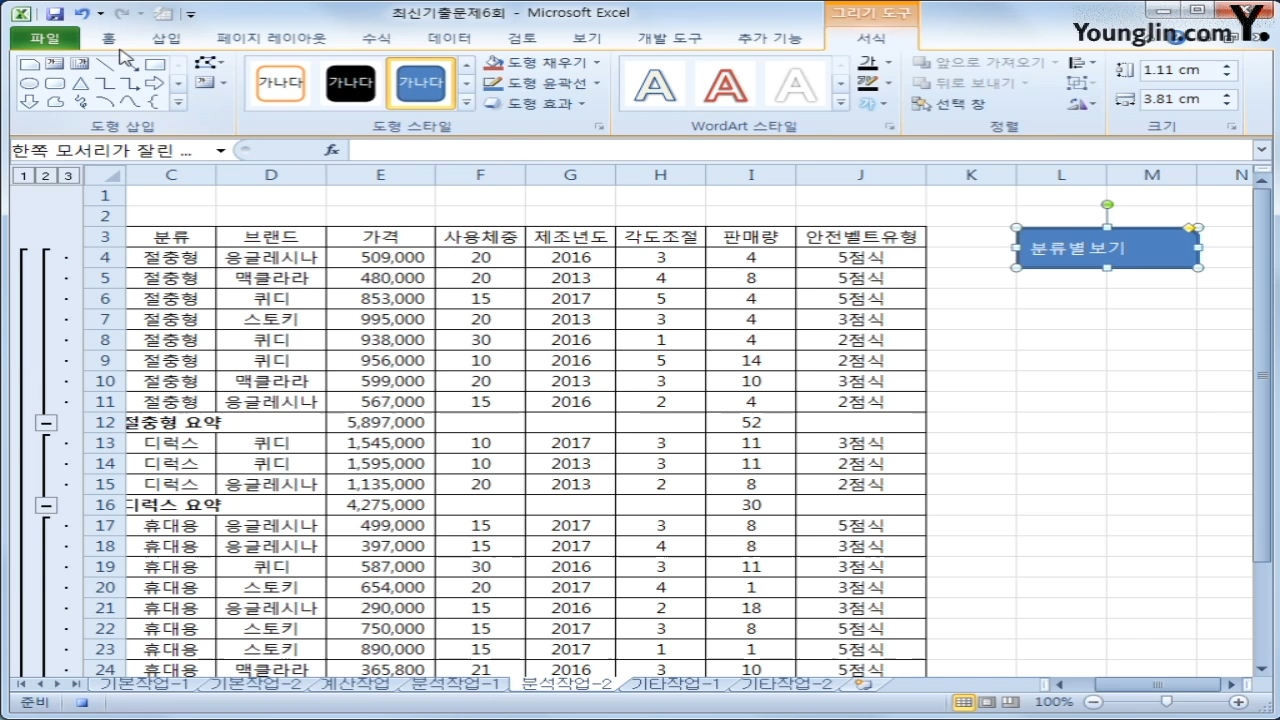 최신기출문제6회 - Microsoft Excel
그리기 도구
Younglin.com Y.
파일 홈 삽입 페이지 레이아웃 수식 데이터 검토 보기 개발 도구 추가 기능 서식
가나다 가나다 가나다
도형 채우기
도형 윤곽선
도형 효과
A A A
가
가
앞으로 가져오기
뒤로 보내기
선택 창
1.11 cm
3.81 cm
도형 삽입 도형 스타일 WordArt 스타일 정렬 크기
한쪽 모서리가 잘린 ... fx
1 2 3 C D E F G H I J K L M N
1
2
3 분류 브랜드 가격 사용체중 제조년도 각도조절 판매량 안전벨트유형
분류별보기
4 절충형 응글레시나 509,000 20 2016 3 4 5점식
5 절충형 맥클라라 480,000 20 2013 4 8 5점식
6 절충형 퀴디 853,000 15 2017 5 4 5점식
7 절충형 스토키 995,000 20 2013 3 4 3점식
8 절충형 퀴디 938,000 30 2016 1 4 2점식
9 절충형 퀴디 956,000 10 2016 5 14 2점식
10 절충형 맥클라라 599,000 20 2013 3 10 3점식
11 절충형 응글레시나 567,000 15 2016 2 4 2점식
12 절충형 요약 5,897,000 52
13 디럭스 퀴디 1,545,000 10 2017 3 11 3점식
14 디럭스 퀴디 1,595,000 10 2013 3 11 2점식
15 디럭스 응글레시나 1,135,000 20 2013 2 8 2점식
16 디럭스 요약 4,275,000 30
17 휴대용 응글레시나 499,000 15 2017 3 8 5점식
18 휴대용 응글레시나 397,000 15 2017 4 8 3점식
19 휴대용 퀴디 587,000 30 2016 3 11 3점식
20 휴대용 스토키 654,000 20 2017 4 1 3점식
21 휴대용 응글레시나 290,000 15 2016 2 18 3점식
22 휴대용 스토키 750,000 15 2017 3 8 5점식
23 휴대용 스토키 890,000 15 2017 1 1 5점식
24 휴대용 맥클라라 365,800 21 2016 3 10 5점식
기본작업-1 기본작업-2 계산작업 분석작업-1 분석작업-2 기타작업-1 기타작업-2
준비 100%